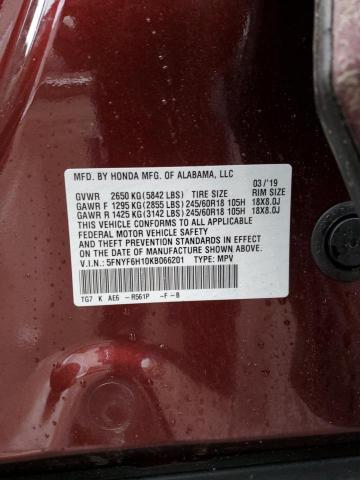 MFD. BY HONDA MFG. OF ALABAMA, LLC
03/'19
GVWR 2650 KG(5842 LBS) TIRE SIZE RIM SIZE
GAWR F 1295 KG(2855 LBS) 245/60R18 105H 18X8.0J
GAWR R 1425 KG(3142 LBS) 245/60R18 105H 18X8.0J
THIS VEHICLE CONFORMS TO ALL APPLICABLE
FEDERAL MOTOR VEHICLE SAFETY
AND THEFT PREVENTION STANDARDS IN EFFECT ON THE
DATE OF MANUFACTURE SHOWN ABOVE.
V.I.N.: 5FNYF6H10KB066201 TYPE: MPV
TG7 K AE6 -R561P -F -B